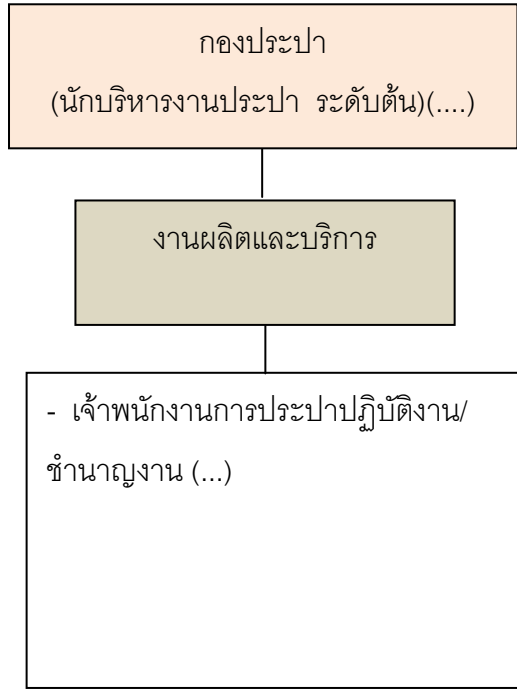 กองประปา
(นักบริหารงานประปา ระดับต้น)(....)
งานผลิตและบริการ
- เจ้าพนักงานการประปาปฏิบัติงาน/
ชำนาญงาน (...)